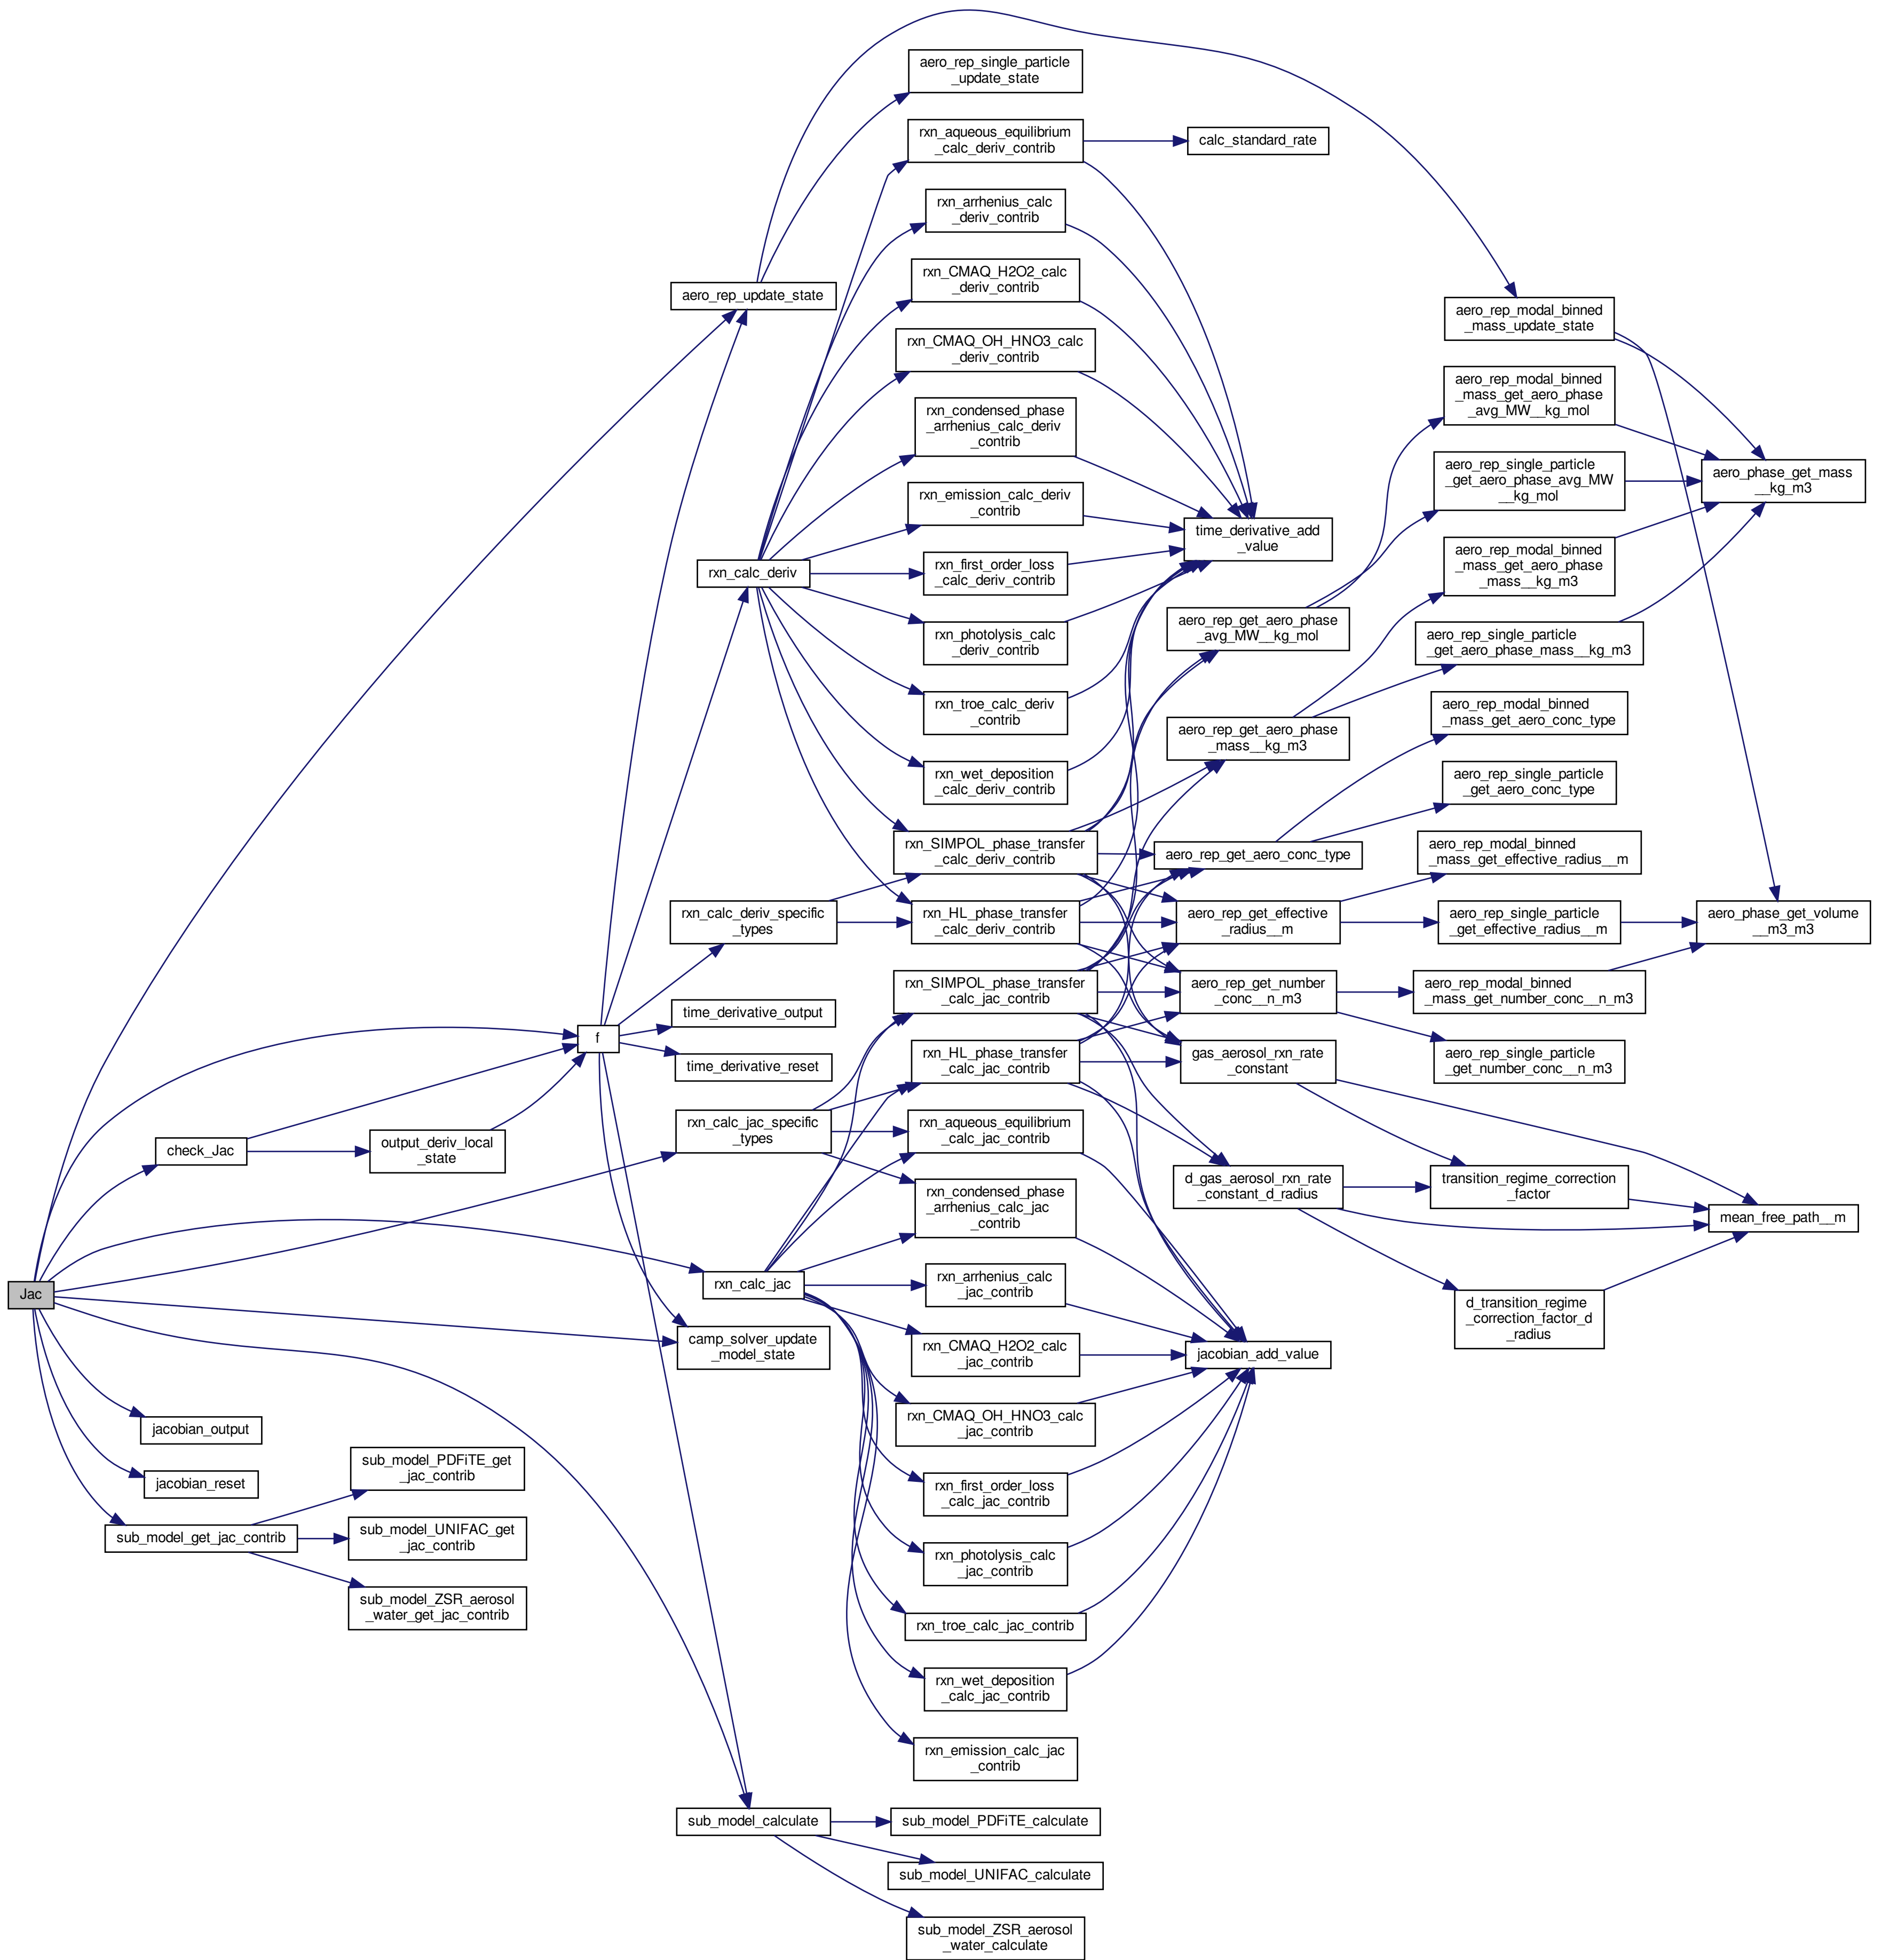 Jac
check_Jac
jacobian_output
jacobian_reset
sub_model_get_jac_contrib
output_deriv_local
_state
sub_model_PDFiTE_get
_jac_contrib
sub_model_UNIFAC_get
_jac_contrib
sub_model_ZSR_aerosol
_water_get_jac_contrib
f
aero_rep_update_state
rxn_calc_deriv
rxn_calc_deriv_specific
_types
time_derivative_output
time_derivative_reset
rxn_calc_jac_specific
_types
rxn_calc_jac
camp_solver_update
_model_state
sub_model_calculate
aero_rep_single_particle
_update_state
rxn_aqueous_equilibrium
_calc_deriv_contrib
rxn_arrhenius_calc
_deriv_contrib
rxn_CMAQ_H2O2_calc
_deriv_contrib
rxn_CMAQ_OH_HNO3_calc
_deriv_contrib
rxn_condensed_phase
_arrhenius_calc_deriv
_contrib
rxn_emission_calc_deriv
_contrib
rxn_first_order_loss
_calc_deriv_contrib
rxn_photolysis_calc
_deriv_contrib
rxn_troe_calc_deriv
_contrib
rxn_wet_deposition
_calc_deriv_contrib
rxn_SIMPOL_phase_transfer
_calc_deriv_contrib
rxn_HL_phase_transfer
_calc_deriv_contrib
rxn_SIMPOL_phase_transfer
_calc_jac_contrib
rxn_HL_phase_transfer
_calc_jac_contrib
rxn_aqueous_equilibrium
_calc_jac_contrib
rxn_condensed_phase
_arrhenius_calc_jac
_contrib
rxn_arrhenius_calc
_jac_contrib
rxn_CMAQ_H2O2_calc
_jac_contrib
rxn_CMAQ_OH_HNO3_calc
_jac_contrib
rxn_first_order_loss
_calc_jac_contrib
rxn_photolysis_calc
_jac_contrib
rxn_troe_calc_jac_contrib
rxn_wet_deposition
_calc_jac_contrib
rxn_emission_calc_jac
_contrib
sub_model_PDFiTE_calculate
sub_model_UNIFAC_calculate
sub_model_ZSR_aerosol
_water_calculate
calc_standard_rate
time_derivative_add
_value
aero_rep_get_aero_phase
_avg_MW__kg_mol
aero_rep_get_aero_phase
_mass__kg_m3
aero_rep_get_aero_conc_type
aero_rep_get_effective
_radius__m
aero_rep_get_number
_conc__n_m3
gas_aerosol_rxn_rate
_constant
d_gas_aerosol_rxn_rate
_constant_d_radius
jacobian_add_value
aero_rep_modal_binned
_mass_update_state
aero_rep_modal_binned
_mass_get_aero_phase
_avg_MW__kg_mol
aero_rep_single_particle
_get_aero_phase_avg_MW
__kg_mol
aero_rep_modal_binned
_mass_get_aero_phase
_mass__kg_m3
aero_rep_single_particle
_get_aero_phase_mass__kg_m3
aero_rep_modal_binned
_mass_get_aero_conc_type
aero_rep_single_particle
_get_aero_conc_type
aero_rep_modal_binned
_mass_get_effective_radius__m
aero_rep_single_particle
_get_effective_radius__m
aero_rep_modal_binned
_mass_get_number_conc__n_m3
aero_rep_single_particle
_get_number_conc__n_m3
transition_regime_correction
_factor
d_transition_regime
_correction_factor_d
_radius
aero_phase_get_mass
__kg_m3
aero_phase_get_volume
__m3_m3
mean_free_path__m